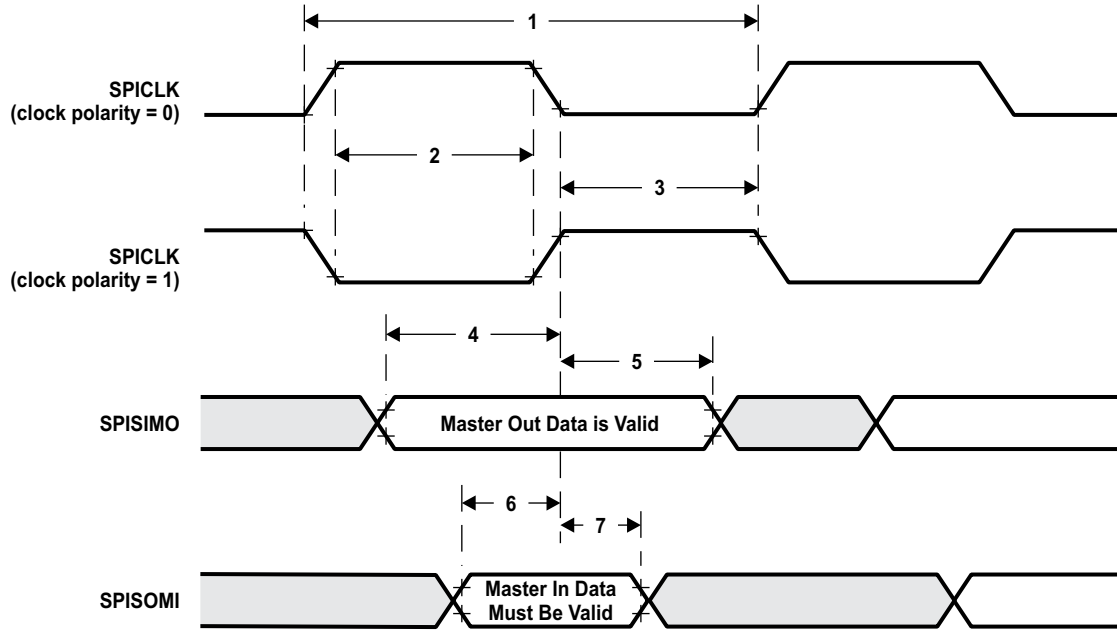 1
SPICLK
(clock polarity = 0)
2
3
SPICLK
(clock polarity = 1)
4
5
SPISIMO
Master Out Data is Valid
6
7
SPISOMI
Master In Data
Must Be Valid